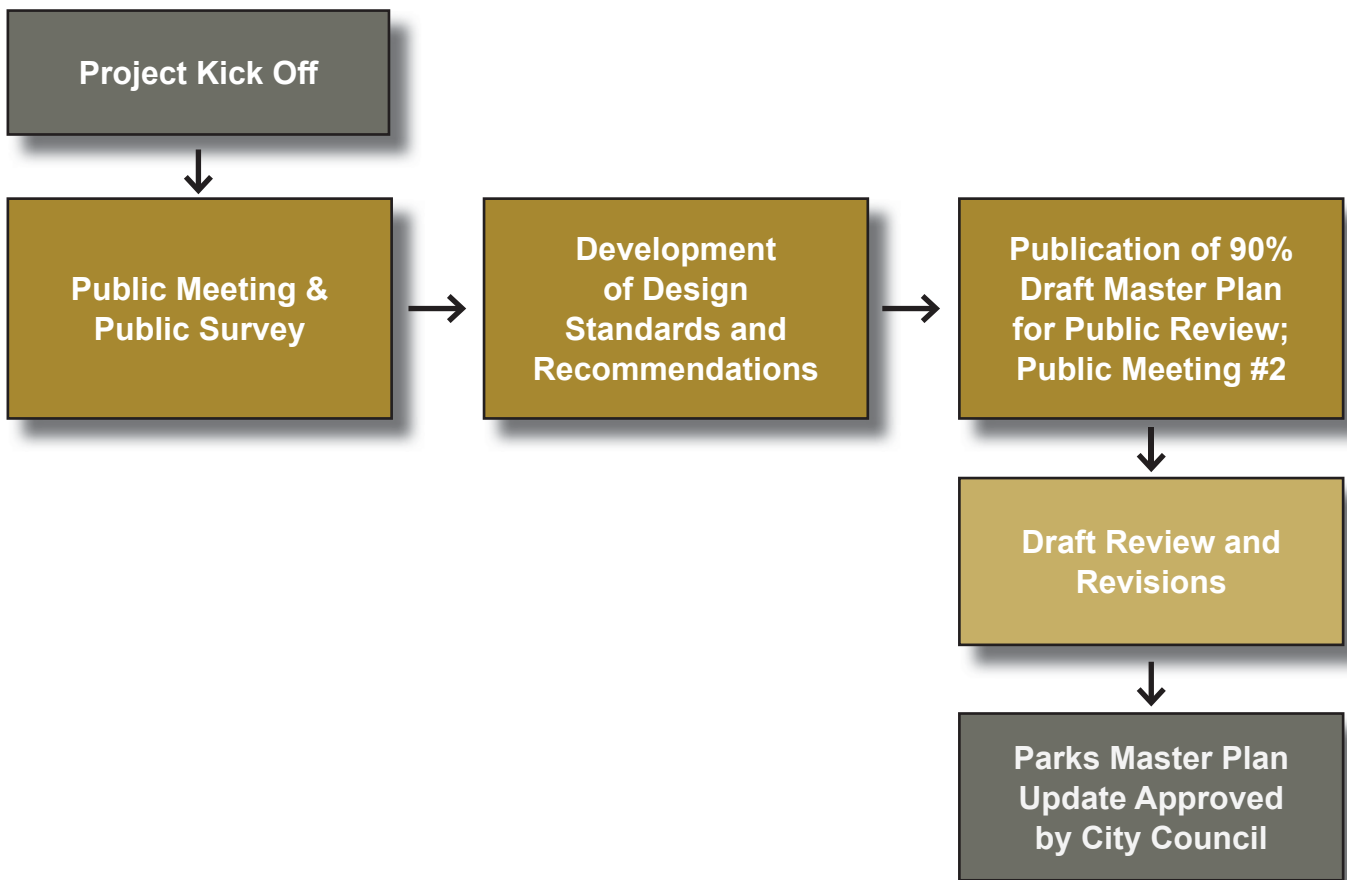 Project Kick Off
Public Meeting &
Public Survey
Development
of Design
Standards and
Recommendations
Publication of 90%
Draft Master Plan
for Public Review;
Public Meeting #2
Draft Review and
Revisions
Parks Master Plan
Update Approved
by City Council